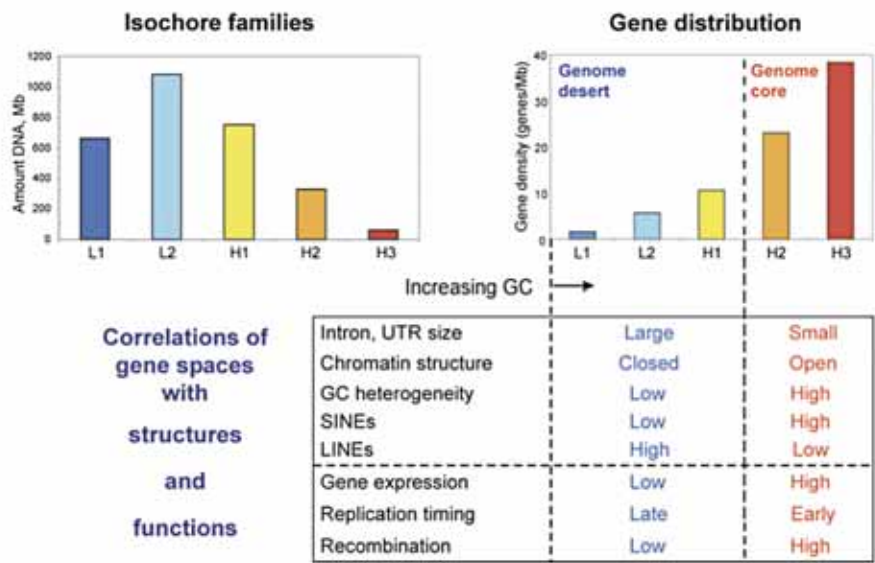 Isochore families
Amount DNA, Mb
1200
1000
800
600
400
200
0
L1 L2 H1 H2 H3
Gene distribution
Gene density (genes/Mb)
40
30
20
10
0
Genome
desert
Genome
core
L1 L2 H1 H2 H3
Increasing GC
Correlations of
gene spaces
with
structures
and
functions
Intron, UTR size Large Small
Chromatin structure Closed Open
GC heterogeneity Low High
SINEs Low High
LINEs High Low
Gene expression Low High
Replication timing Late Early
Recombination Low High